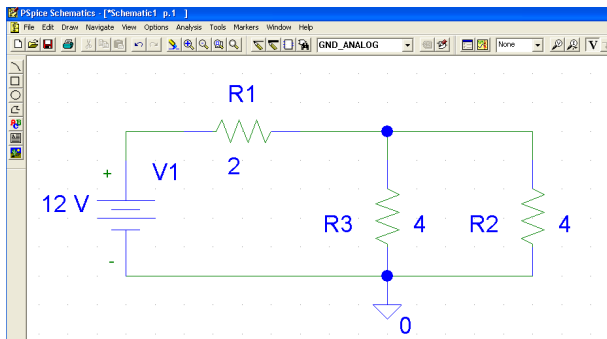 PSpice Schematics - [*Schematic1 p.1 ]
File Edit Draw Navigate View Options Analysis Tools Markers Window Help
GND_ANALOG None V
R1
2
+ V1
12 V
R3 4 R2 4
-
0